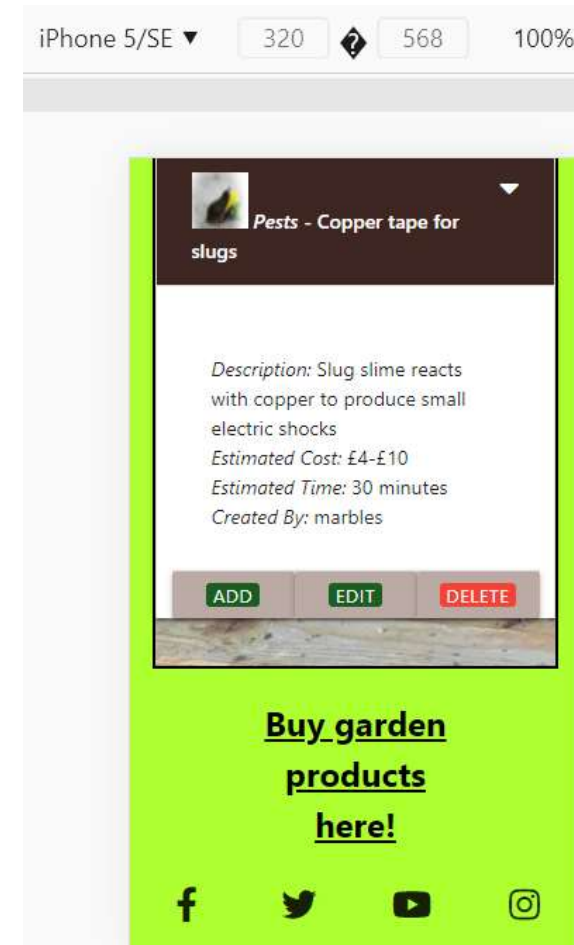 iPhone 5/SE ▼ 320 � 568 100%
Pests - Copper tape for
slugs
Description: Slug slime reacts
with copper to produce small
electric shocks
Estimated Cost: £4-£10
Estimated Time: 30 minutes
Created By: marbles
ADD EDIT DELETE
Buy garden
products
here!